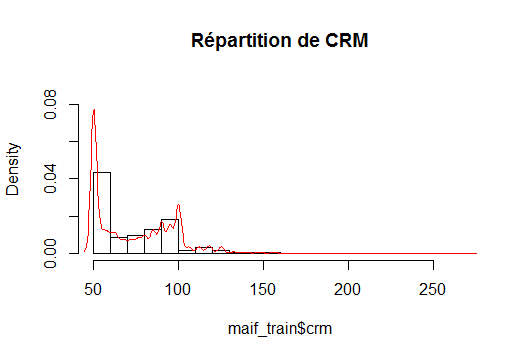 Répartition de CRM
Density
0.08
0.04
0.00
50 100 150 200 250
maif_train$crm